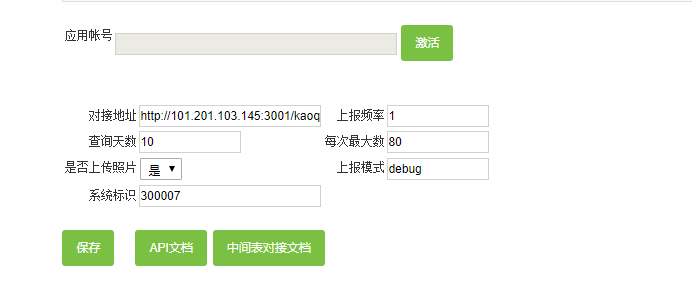 应用帐号 激活
对接地址 http://101.201.103.145:3001/kaoq 上报频率 1
查询天数 10 每次最大数 80
是否上传照片 是 上报模式 debug
系统标识 300007
保存 API文档 中间表对接文档